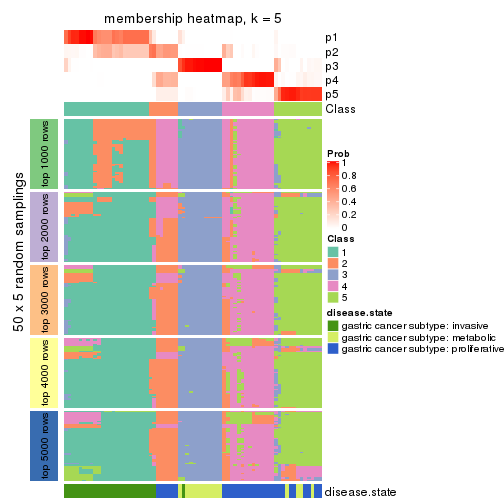 membership heatmap, k = 5
p1
p2
p3
p4
p5
Class
50 x 5 random samplings
top 1000 rows
top 2000 rows
top 3000 rows
top 4000 rows
top 5000 rows
disease.state
Prob
1
0.8
0.6
0.4
0.2
0
Class
1
2
3
4
5
disease.state
gastric cancer subtype: invasive
gastric cancer subtype: metabolic
gastric cancer subtype: proliferative